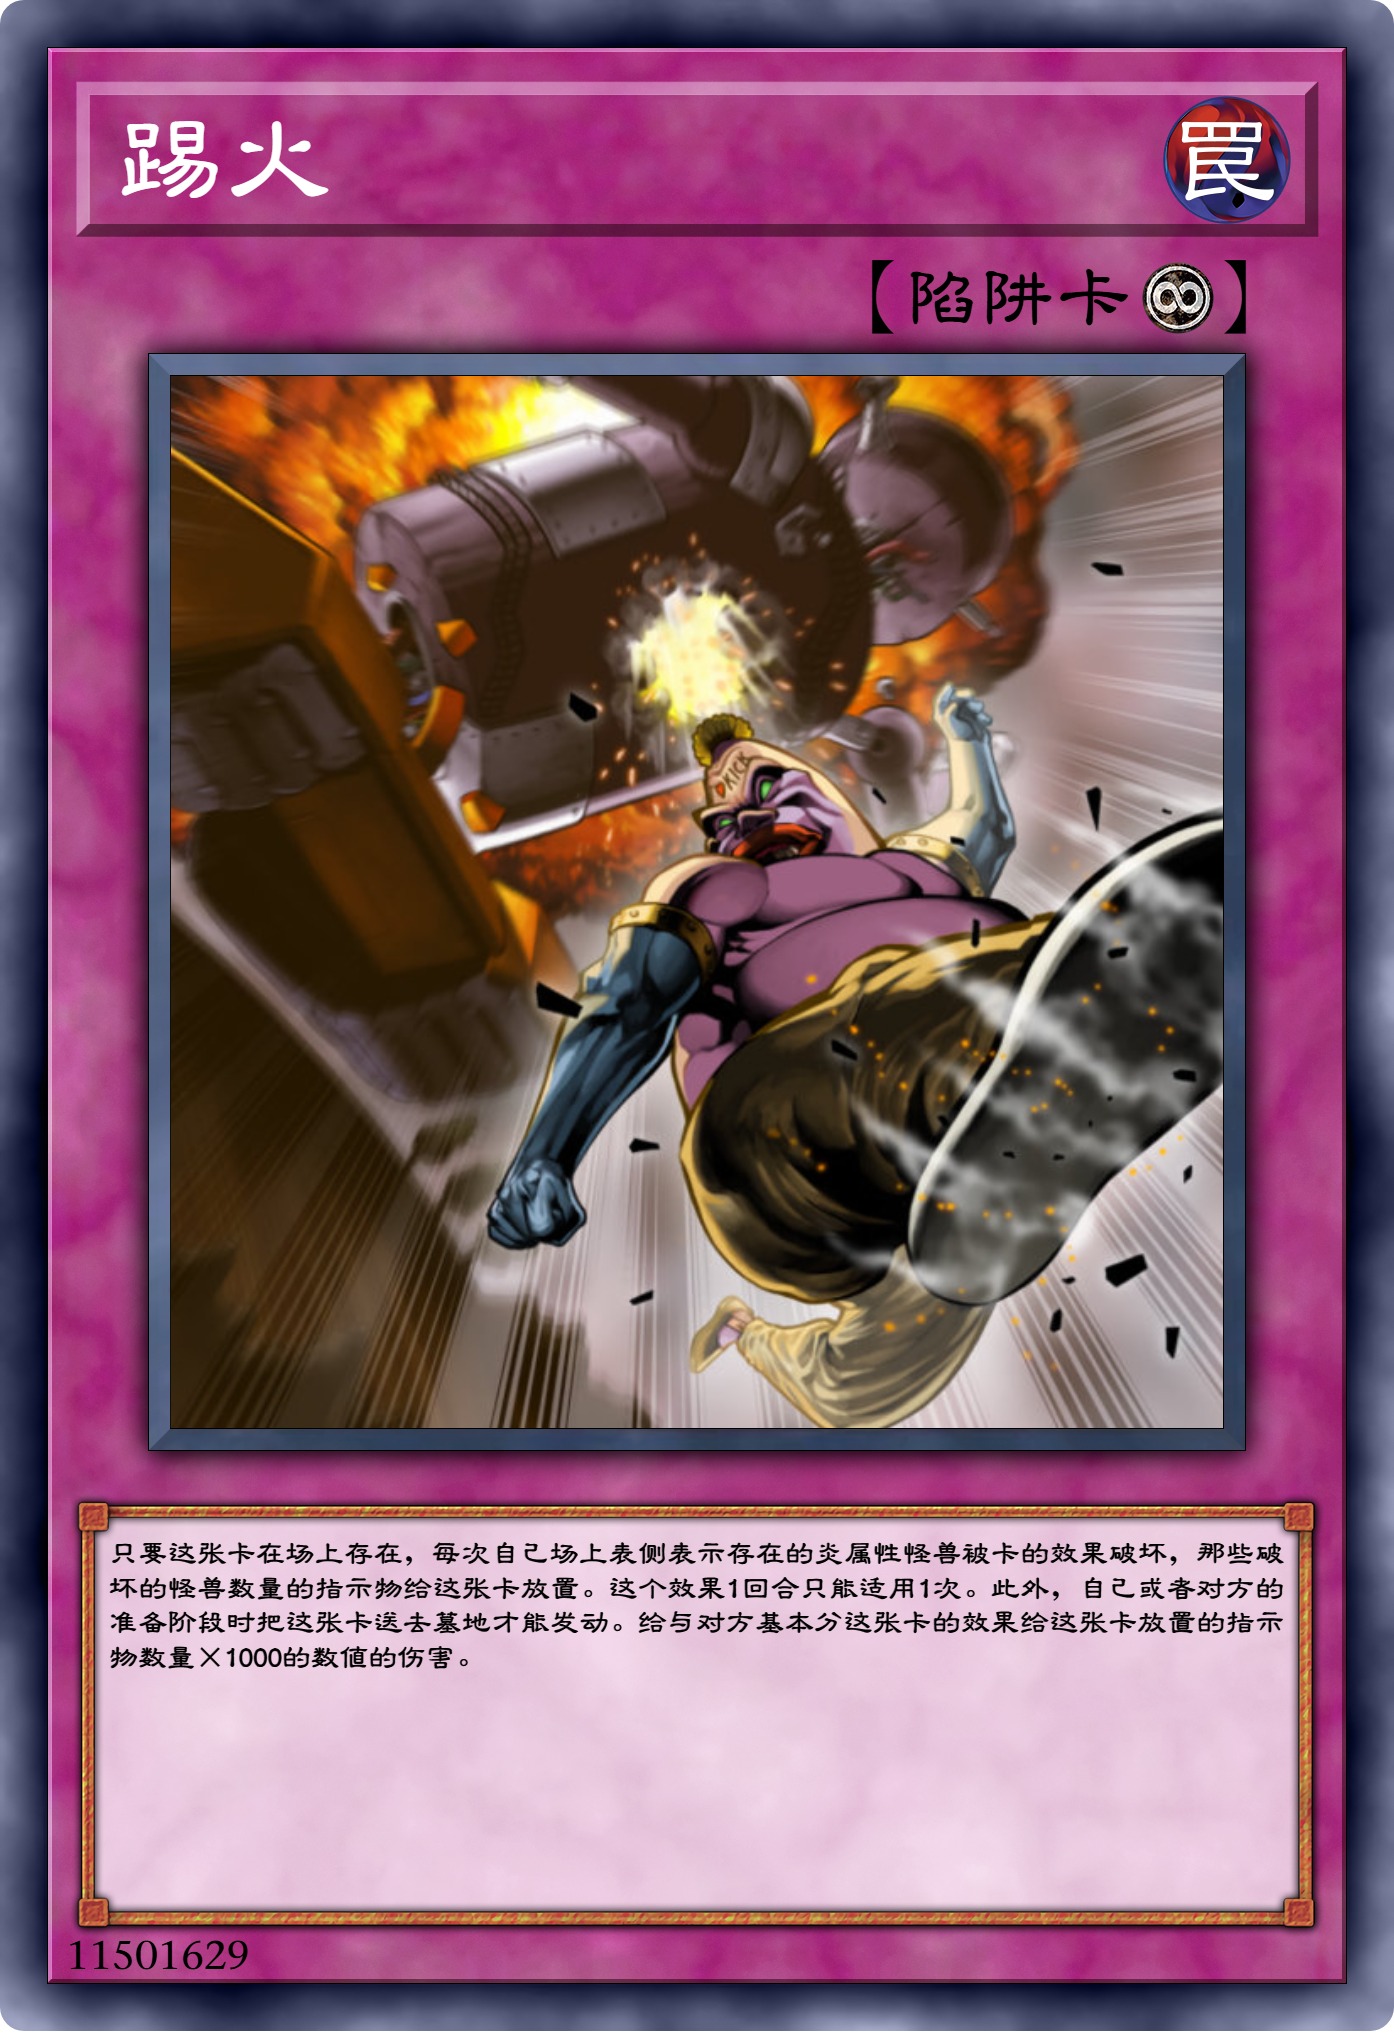 踢火
罠
【陷阱卡】
KICK
只要这张卡在场上存在，每次自己场上表侧表示存在的炎属性怪兽被卡的效果破坏，那些破
坏的怪兽数量的指示物给这张卡放置。这个效果1回合只能适用1次。此外，自己或者对方的
准备阶段时把这张卡送去墓地才能发动。给与对方基本分这张卡的效果给这张卡放置的指示
物数量×1000的数值的伤害。
11501629